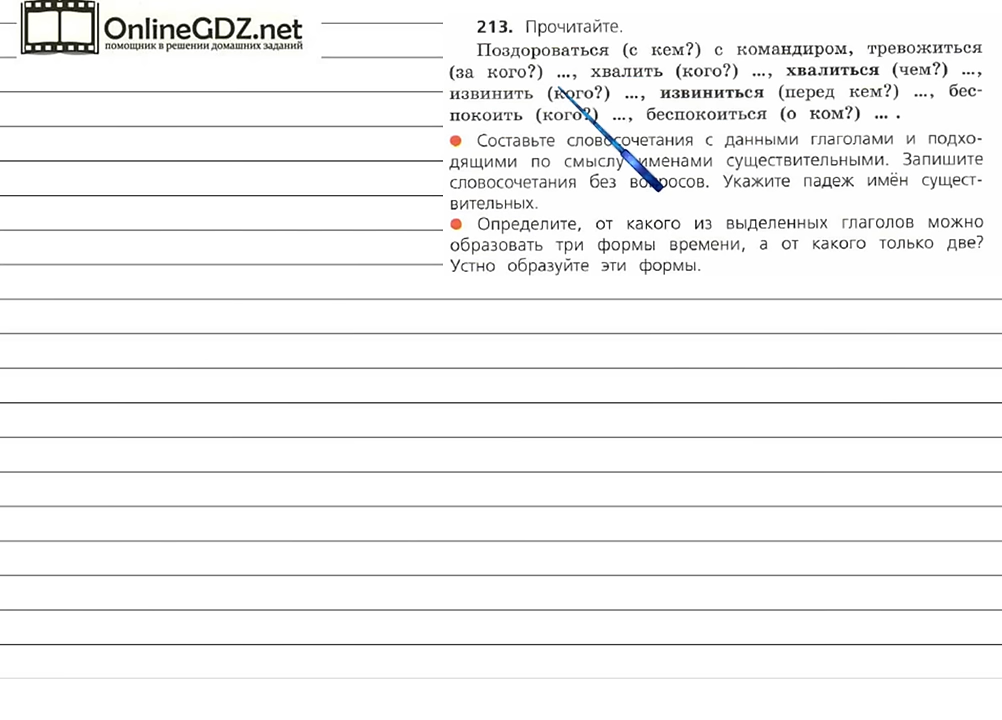 OnlineGDZ.net
помощник в решении домашних заданий
213. Прочитайте.
Поздороваться (с кем?) с командиром, тревожиться
(за кого?) ..., хвалить (кого?) ..., хвалиться (чем?) ...,
извинить (кого?) ..., извиниться (перед кем?) ..., бес-
покоить (кого?) ..., беспокоиться (о ком?) ... .
Составьте словосочетания с данными глаголами и подхо-
дящими по смыслу именами существительными. Запишите
словосочетания без вопросов. Укажите падеж имён сущест-
вительных.
Определите, от какого из выделенных глаголов можно
образовать три формы времени, а от какого только две?
Устно образуйте эти формы.